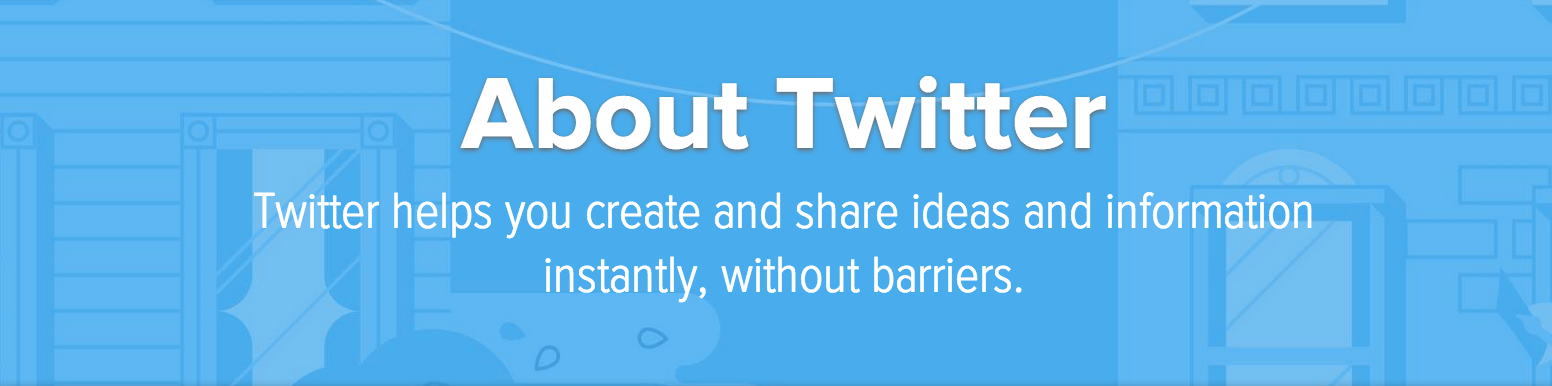 About Twitter
Twitter helps you create and share ideas and information
instantly, without barriers.